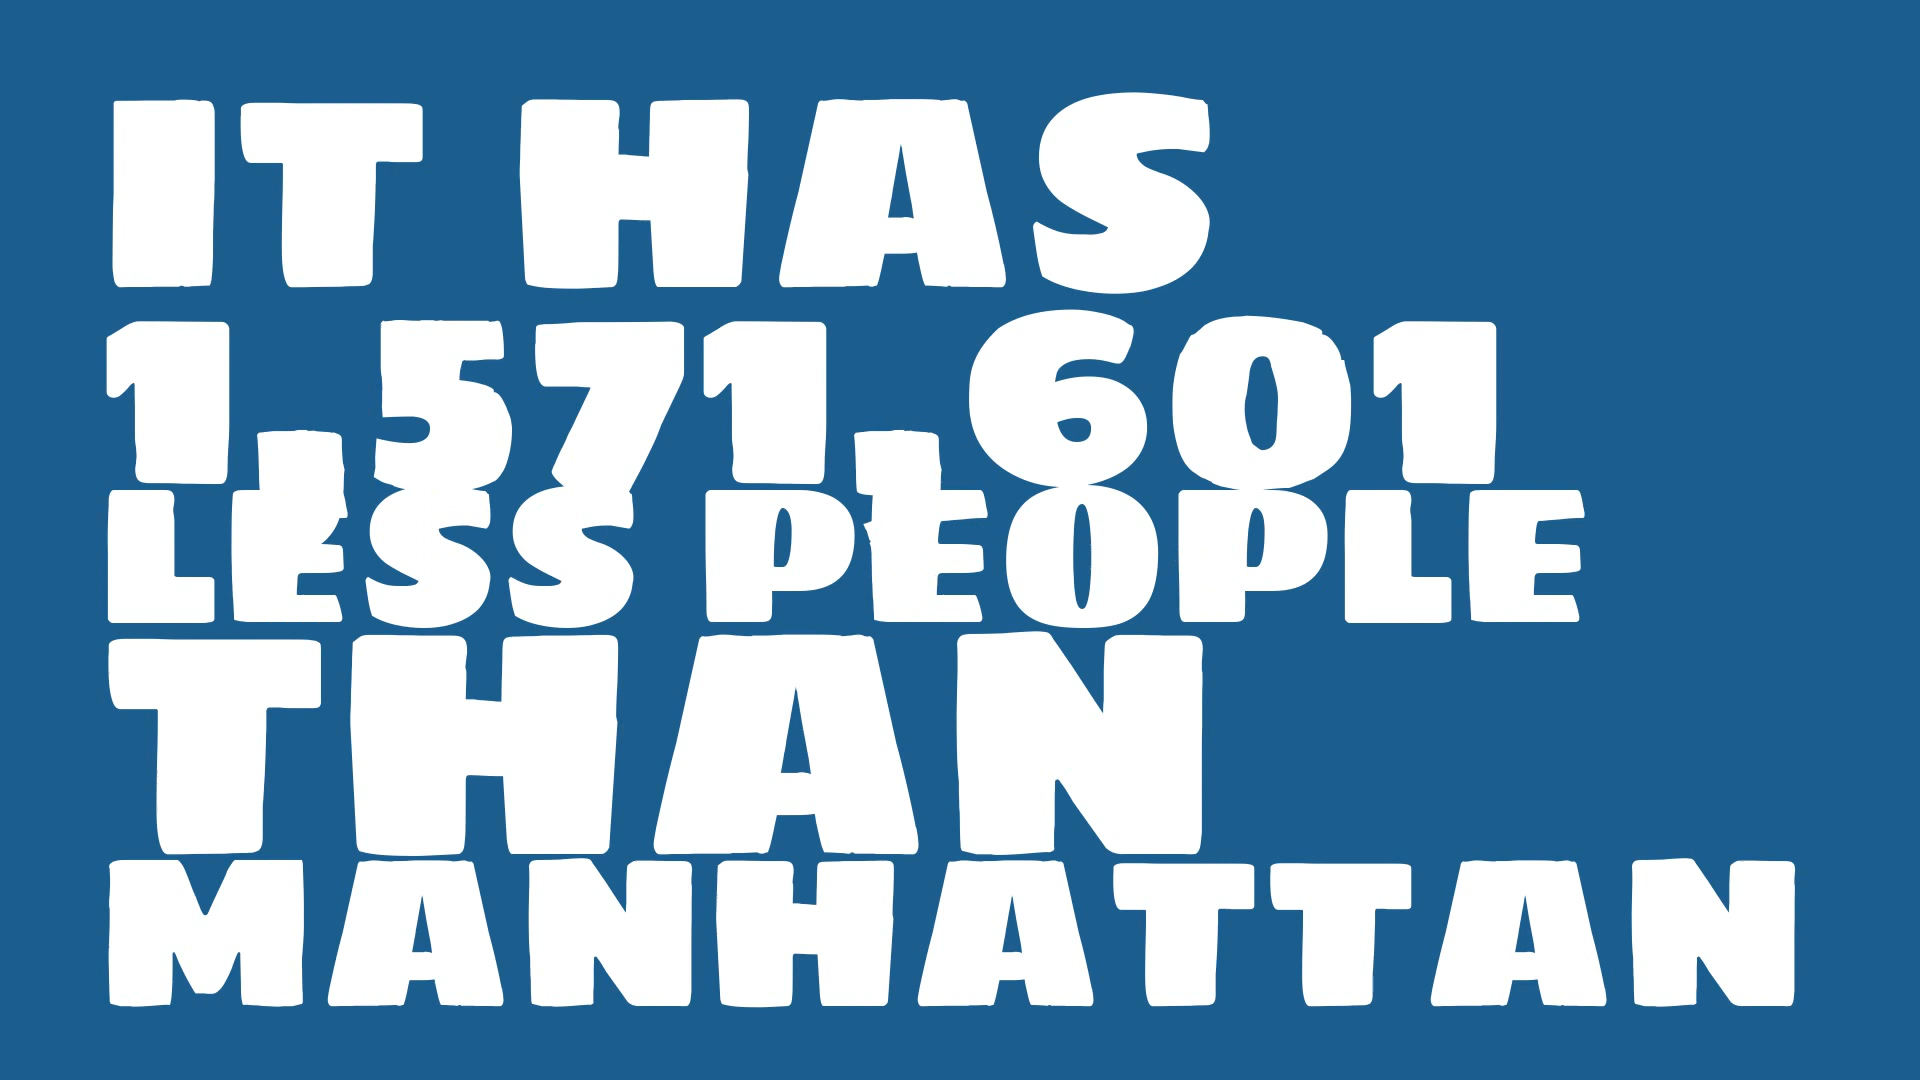 IT HAS
1,571,601
LESS PEOPLE
THAN
MANHATTAN